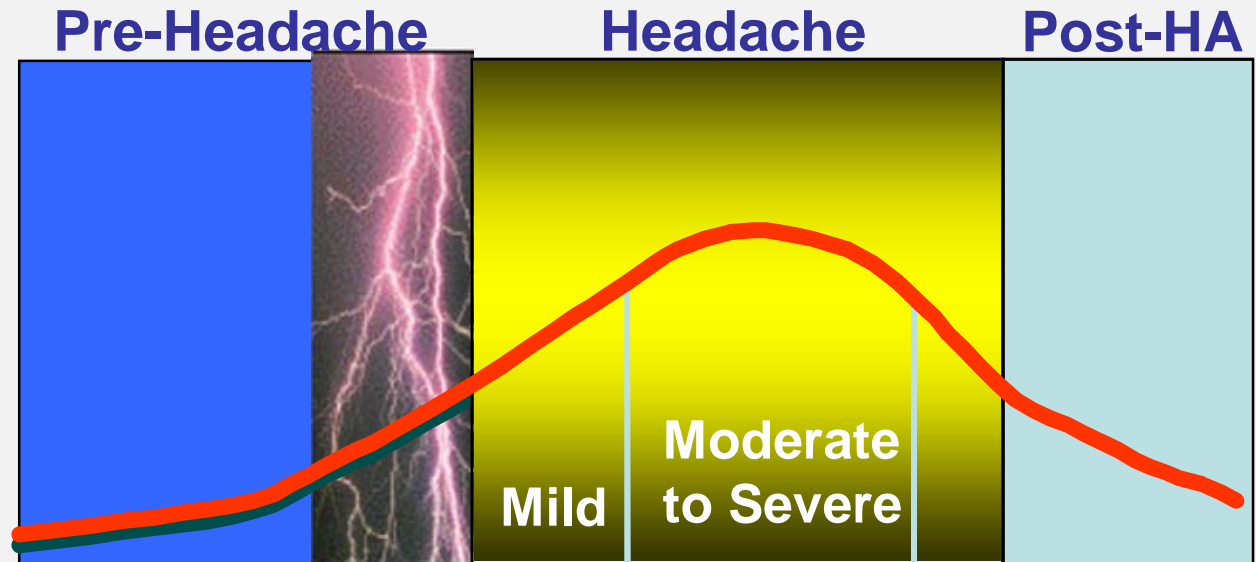 Pre-Headache
Headache
Post-HA
Mild
Moderate
to Severe